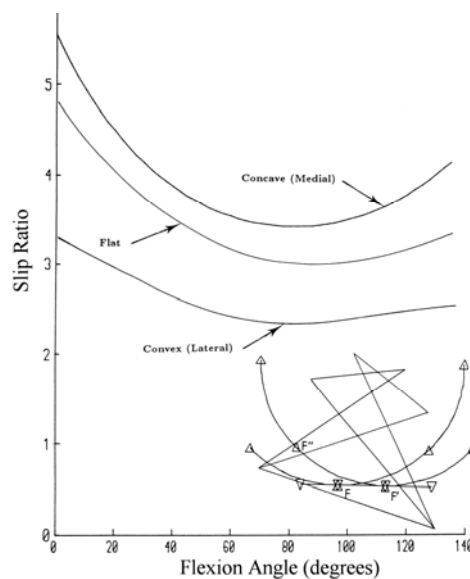 5
4
3
2
1
0
Slip Ratio
Concave (Medial)
Flat
Convex (Lateral)
F"
F
F'
0
20
40
60
80
100
120
140
Flexion Angle (degrees)